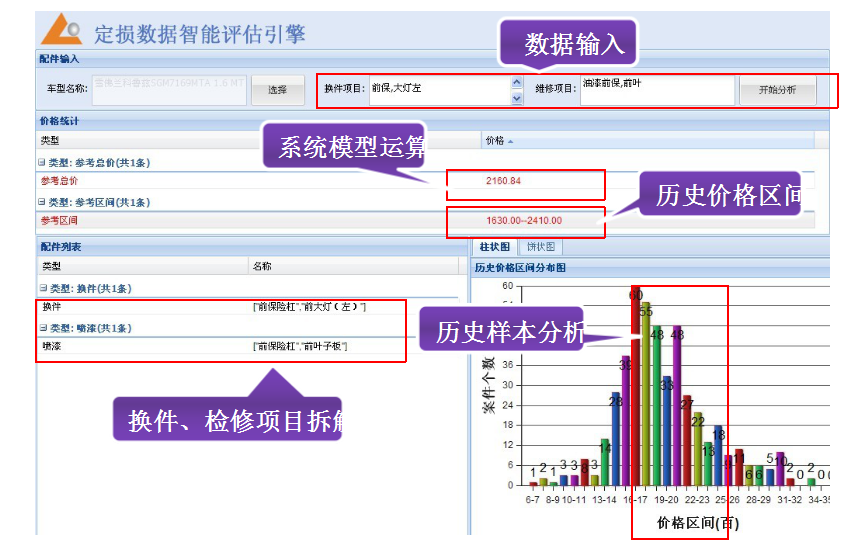 定损数据智能评估引擎
数据输入
配件输入
车型名称: 雪佛兰科鲁兹SGM7169MTA 1.6 MT 选择 换件项目: 前保,大灯左 维修项目: 油漆前保,前叶 开始分析
价格统计
类型 价格
系统模型运算
类型: 参考总价(共1条)
参考总价 2160.84
历史价格区间
类型: 参考区间(共1条)
参考区间 1630.00--2410.00
配件列表
类型 名称
类型: 换件(共1条)
换件 ["前保险杠","前大灯(左)"]
类型: 喷漆(共1条)
喷漆 ["前保险杠","前叶子板"]
换件、检修项目拆解
柱状图 饼状图
历史价格区间分布图
历史样本分析
案件个数
60
36
30
24
18
12
6
0
1 2 1 3 3 8 3 14 28 39 60 55 48 33 48 27 22 13 18 9 11 6 6 5 10 2 0 2 0
6-7 8-9 10-11 13-14 16-17 19-20 22-23 25-26 28-29 31-32 34-35
价格区间(百)